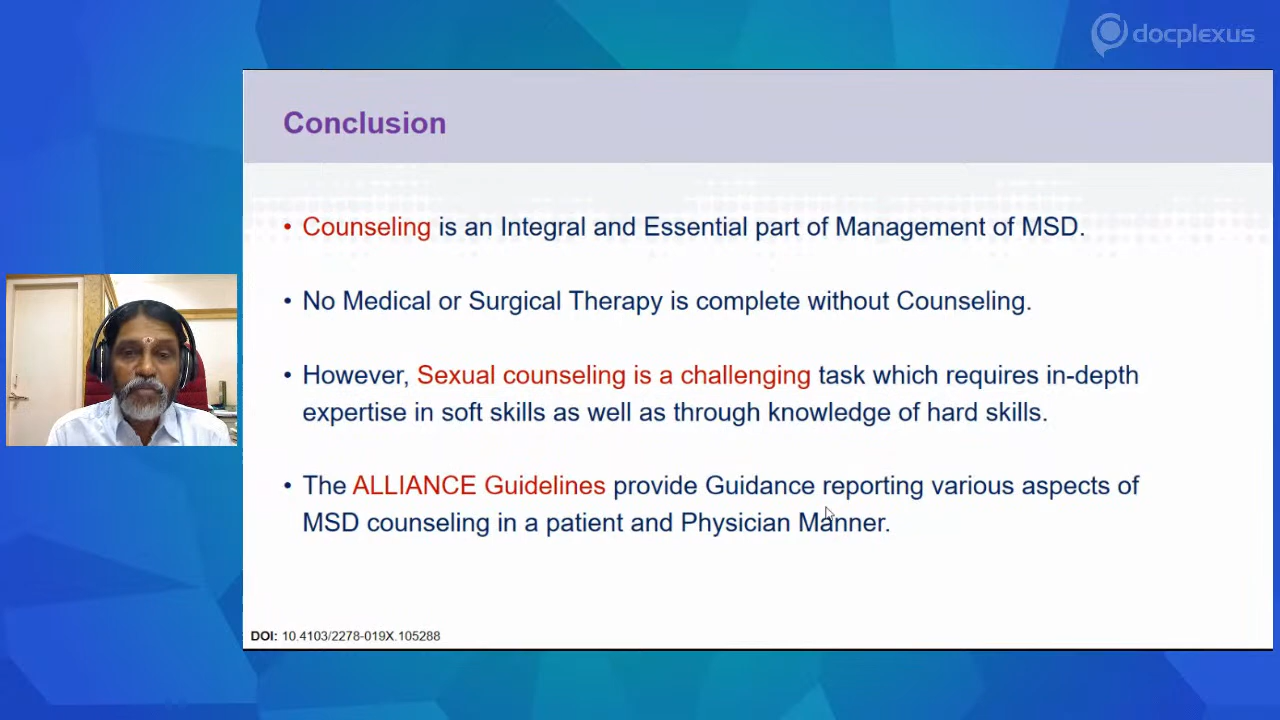 docplexus
Conclusion
• Counseling is an Integral and Essential part of Management of MSD.
• No Medical or Surgical Therapy is complete without Counseling.
• However, Sexual counseling is a challenging task which requires in-depth
expertise in soft skills as well as through knowledge of hard skills.
• The ALLIANCE Guidelines provide Guidance reporting various aspects of
MSD counseling in a patient and Physician Manner.
DOI: 10.4103/2278-019X.105288